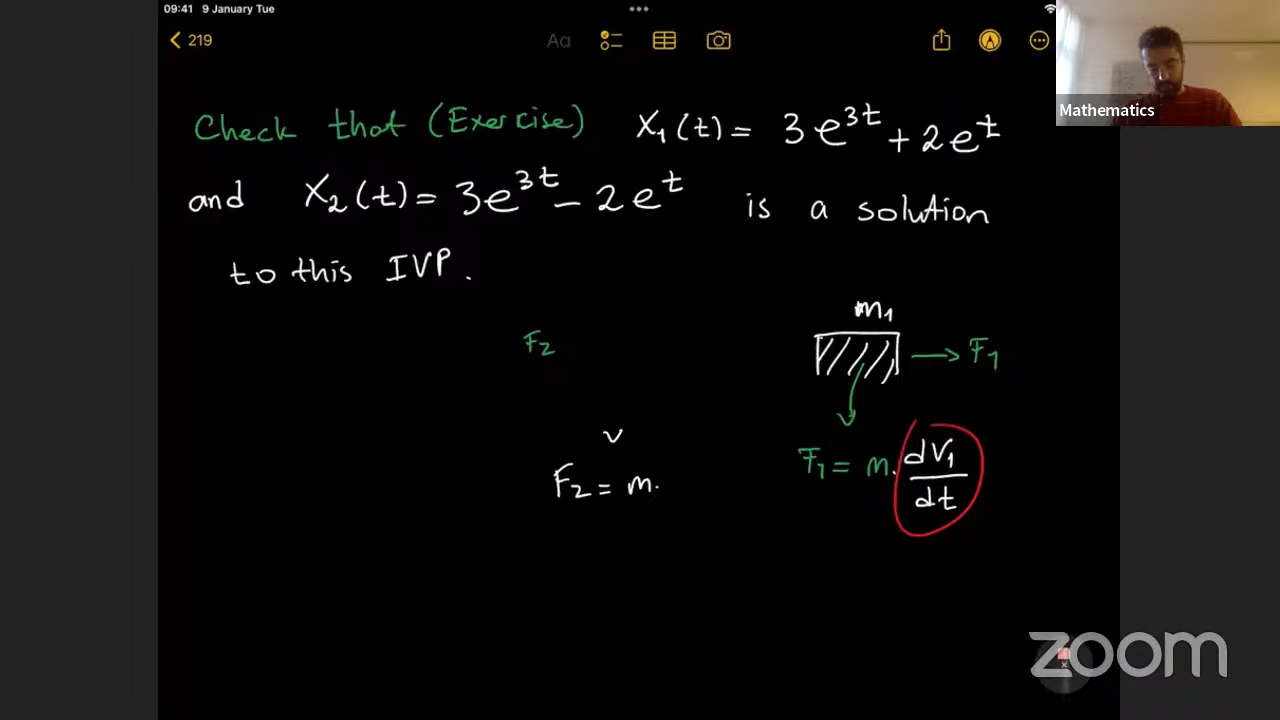 09:41 9 January Tue
219
Aa
Mathematics
Check that (Exercise) X₁(t) = 3e^{3t} + 2e^t
and X₂(t) = 3e^{3t} - 2e^t is a solution
to this IVP.
m₁
F₂
F₁
v
F₁ = m. dV₁/dt
F₂ = m.
zoom